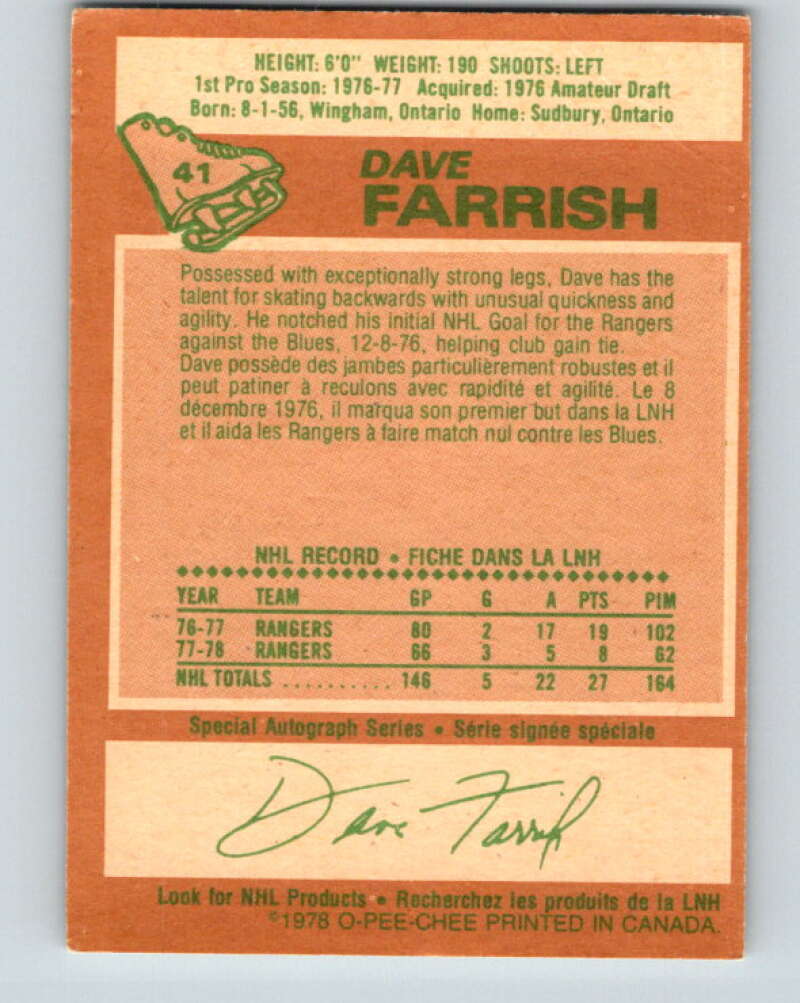 HEIGHT: 6'0" WEIGHT: 190 SHOOTS: LEFT
1st Pro Season: 1976-77 Acquired: 1976 Amateur Draft
Born: 8-1-56, Wingham, Ontario Home: Sudbury, Ontario
41
DAVE
FARRISH
Possessed with exceptionally strong legs, Dave has the
talent for skating backwards with unusual quickness and
agility. He notched his initial NHL Goal for the Rangers
against the Blues, 12-8-76, helping club gain tie.
Dave possède des jambes particulièrement robustes et il
peut patiner à reculons avec rapidité et agilité. Le 8
décembre 1976, il marqua son premier but dans la LNH
et il aida les Rangers à faire match nul contre les Blues.
NHL RECORD • FICHE DANS LA LNH
YEAR TEAM GP G A PTS PIM
76-77 RANGERS 80 2 17 19 102
77-78 RANGERS 66 3 5 8 62
NHL TOTALS .......... 146 5 22 27 164
Special Autograph Series • Série signée spéciale
Dave Farrish
Look for NHL Products • Recherchez les produits de la LNH
©1978 O-PEE-CHEE PRINTED IN CANADA.